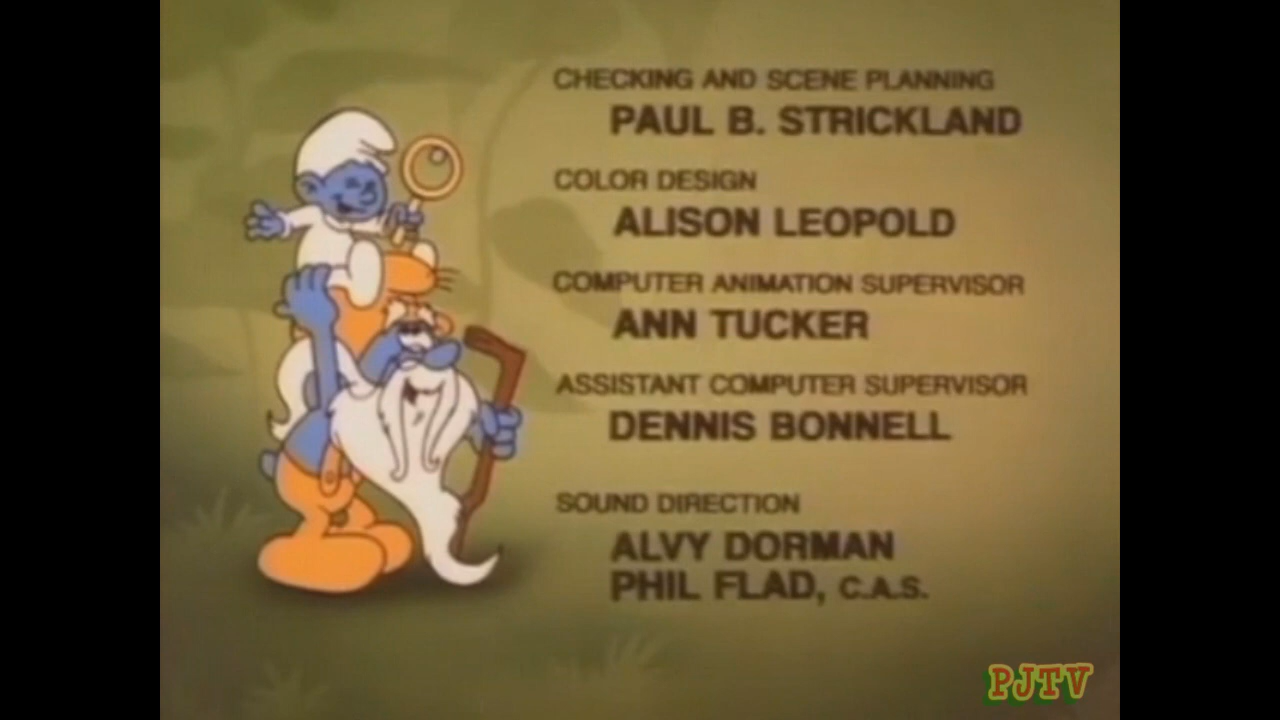 CHECKING AND SCENE PLANNING
PAUL B. STRICKLAND
COLOR DESIGN
ALISON LEOPOLD
COMPUTER ANIMATION SUPERVISOR
ANN TUCKER
ASSISTANT COMPUTER SUPERVISOR
DENNIS BONNELL
SOUND DIRECTION
ALVY DORMAN
PHIL FLAD, C.A.S.
PJTV